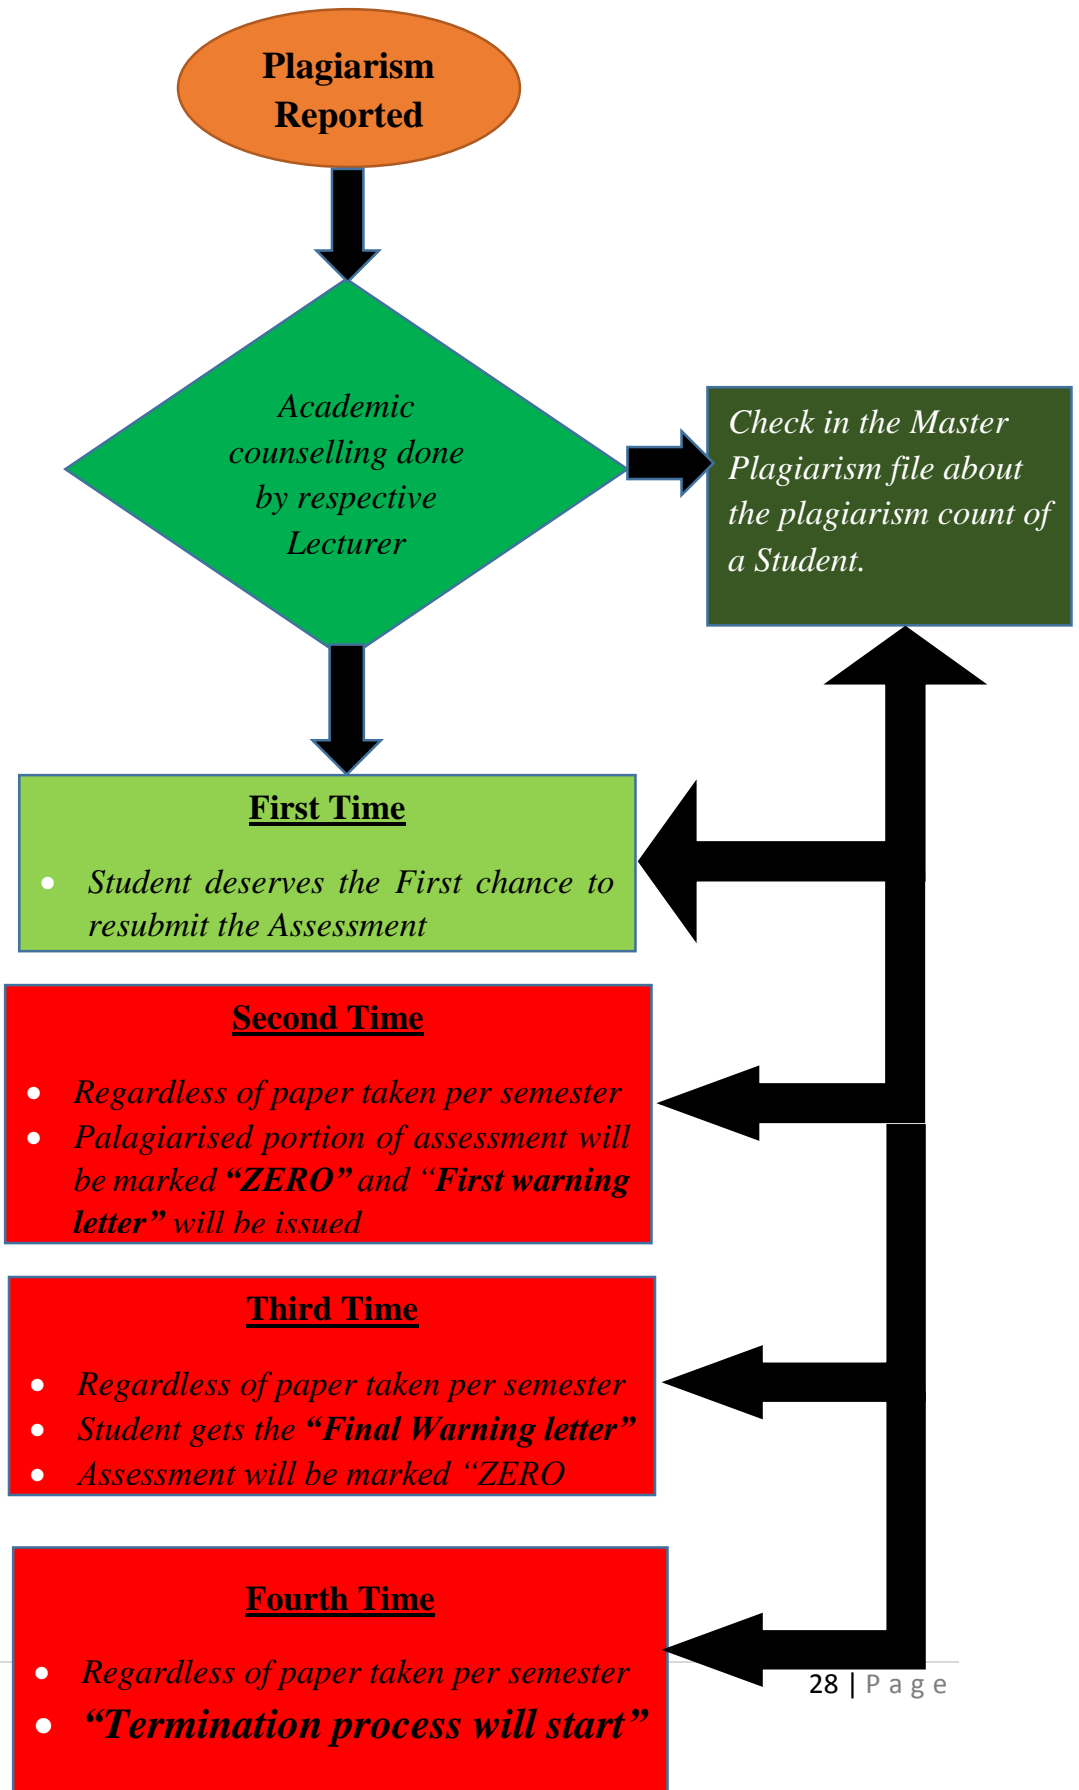 Plagiarism
Reported
Academic
counselling done
by respective
Lecturer
Check in the Master
Plagiarism file about
the plagiarism count of
a Student.
First Time
• Student deserves the First chance to
resubmit the Assessment
Second Time
• Regardless of paper taken per semester
• Palagiarised portion of assessment will
be marked “ZERO” and “First warning
letter” will be issued
Third Time
• Regardless of paper taken per semester
• Student gets the “Final Warning letter”
• Assessment will be marked “ZERO
Fourth Time
• Regardless of paper taken per semester
• “Termination process will start”
28 | Page